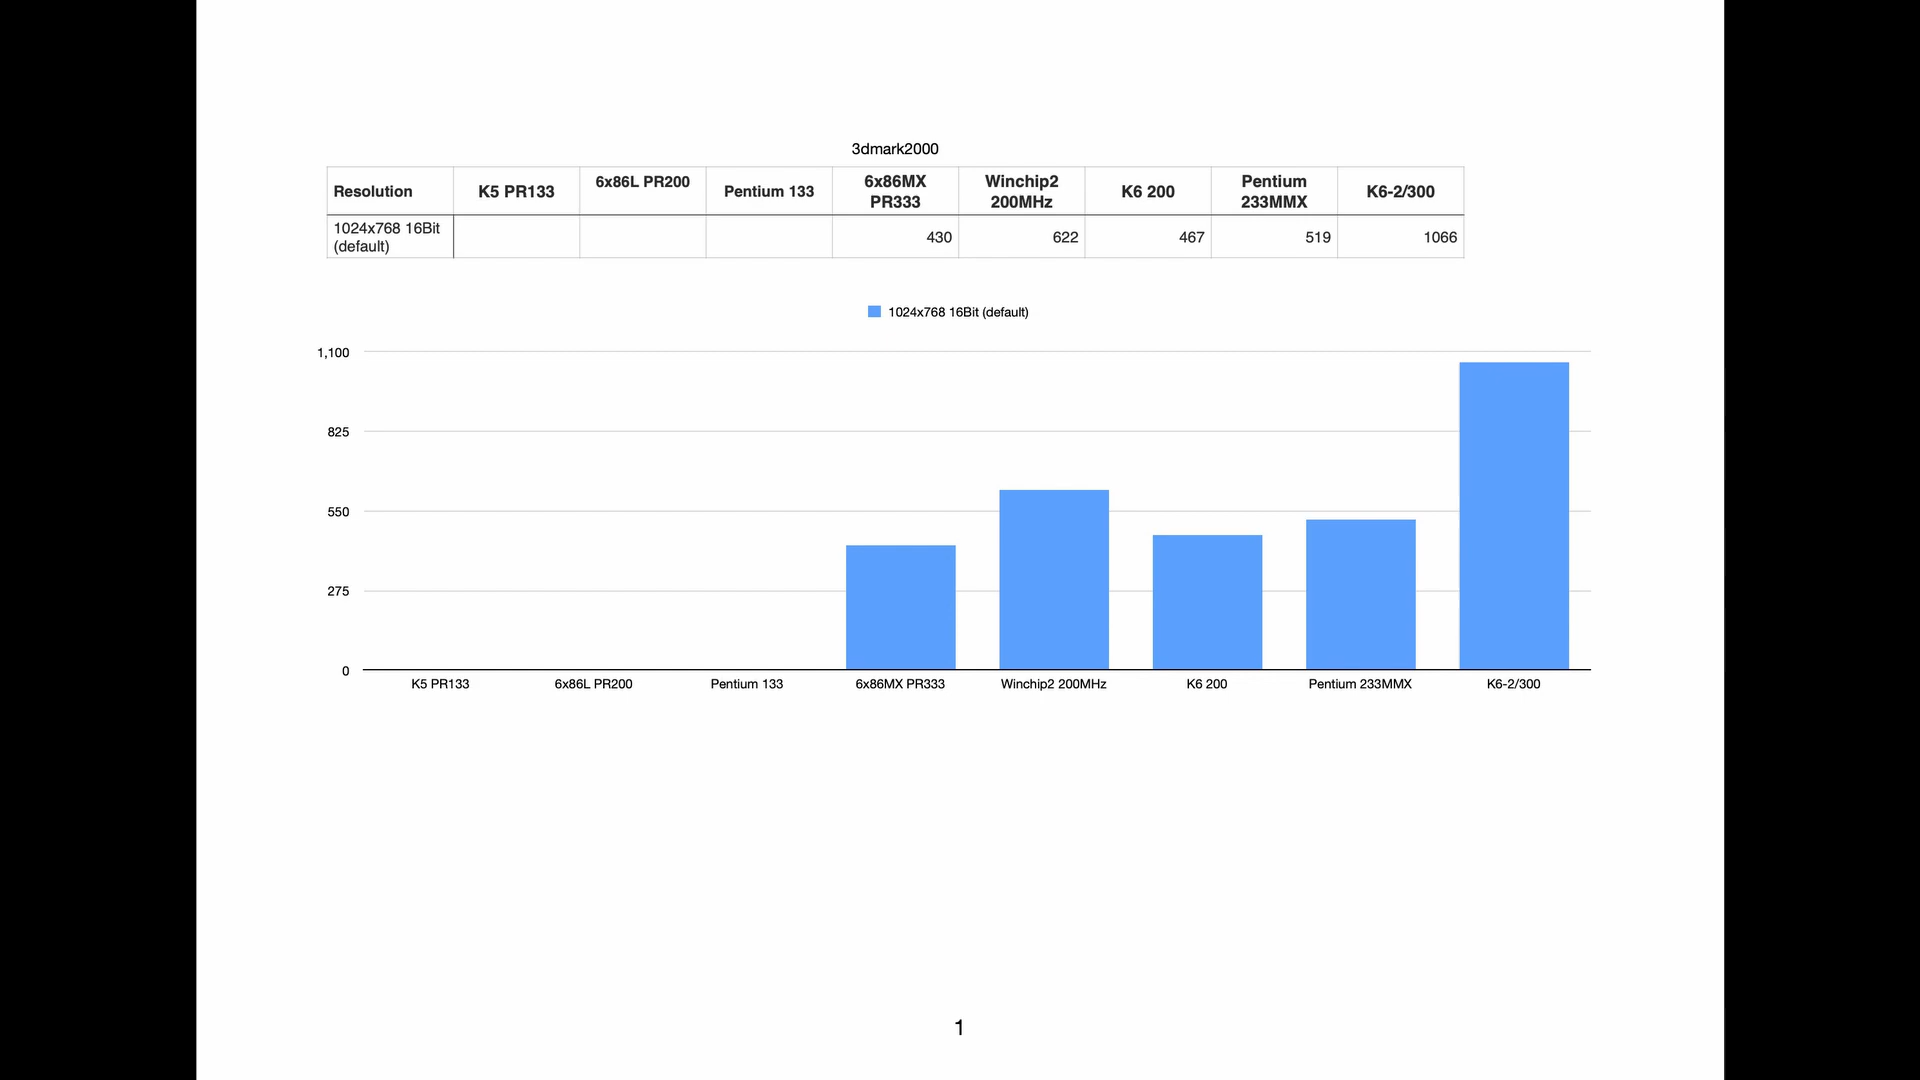 3dmark2000
Resolution K5 PR133 6x86L PR200 Pentium 133 6x86MX PR333 Winchip2 200MHz K6 200 Pentium 233MMX K6-2/300
1024x768 16Bit (default) 430 622 467 519 1066
1024x768 16Bit (default)
1,100
825
550
275
0
K5 PR133 6x86L PR200 Pentium 133 6x86MX PR333 Winchip2 200MHz K6 200 Pentium 233MMX K6-2/300
1